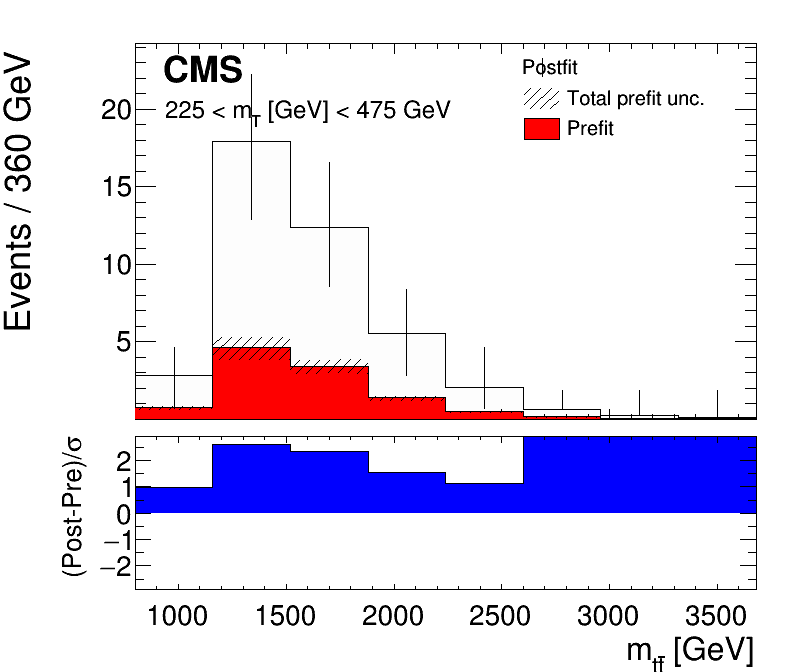 CMS
225 < m_T [GeV] < 475 GeV
Postfit
Total prefit unc.
Prefit
Events / 360 GeV
20
15
10
5
(Post-Pre)/σ
2
1
0
−1
−2
1000 1500 2000 2500 3000 3500
m_tt̄ [GeV]